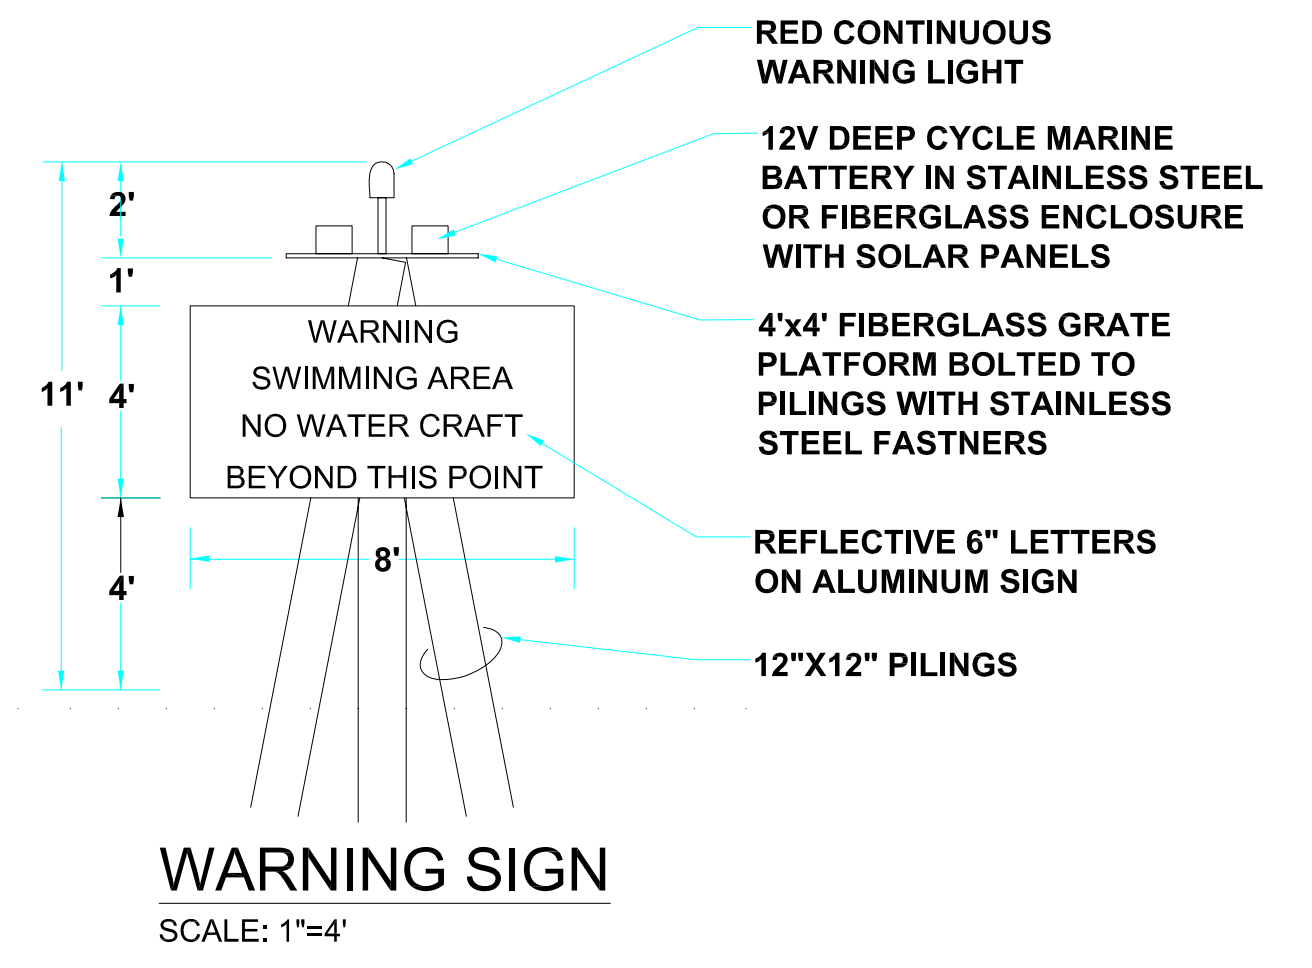 RED CONTINUOUS
WARNING LIGHT
12V DEEP CYCLE MARINE
BATTERY IN STAINLESS STEEL
OR FIBERGLASS ENCLOSURE
WITH SOLAR PANELS
2'
1'
4'x4' FIBERGLASS GRATE
PLATFORM BOLTED TO
PILINGS WITH STAINLESS
STEEL FASTNERS
WARNING
SWIMMING AREA
NO WATER CRAFT
BEYOND THIS POINT
11'
4'
REFLECTIVE 6" LETTERS
ON ALUMINUM SIGN
8'
4'
12"X12" PILINGS
WARNING SIGN
SCALE: 1"=4'